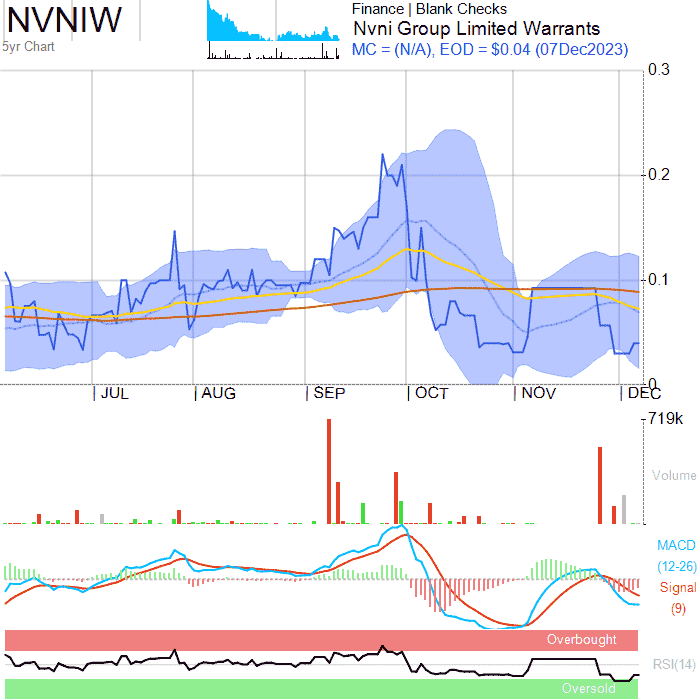 NVNIW
5yr Chart
Finance | Blank Checks
Nvni Group Limited Warrants
MC = (N/A), EOD = $0.04 (07Dec2023)
0.3
0.2
0.1
0
JUL AUG SEP OCT NOV DEC
719k
Volume
MACD
(12-26)
Signal
(9)
Overbought
RSI(14)
Oversold